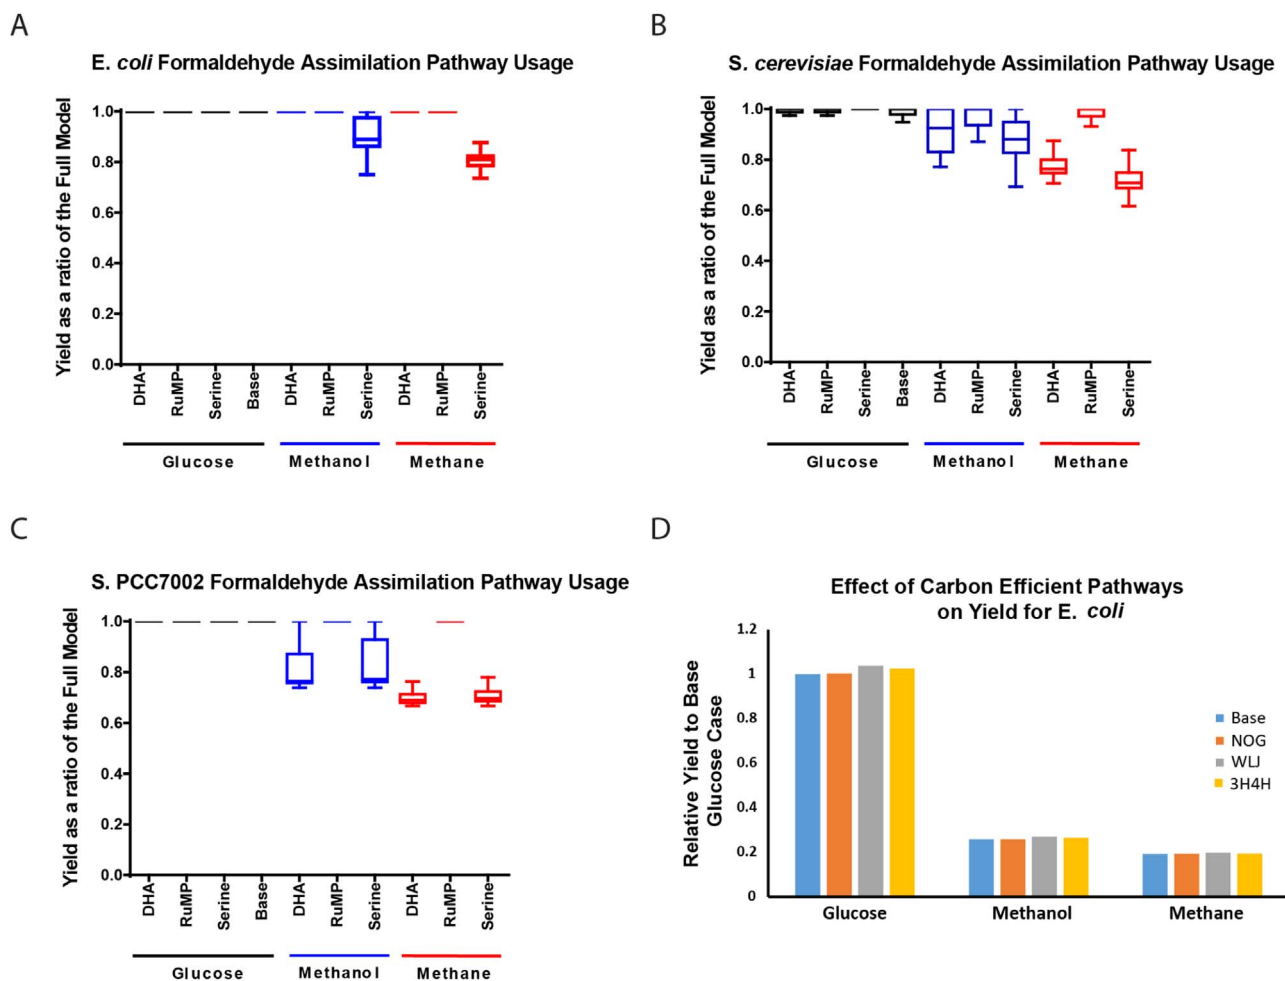 A
E. coli Formaldehyde Assimilation Pathway Usage
Yield as a ratio of the Full Model
1.0
0.8
0.6
0.4
0.2
0.0
DHA
RuMP
Serine
Base
DHA
RuMP
Serine
DHA
RuMP
Serine
Glucose
Methanol
Methane
B
S. cerevisiae Formaldehyde Assimilation Pathway Usage
Yield as a ratio of the Full Model
1.0
0.8
0.6
0.4
0.2
0.0
DHA
RuMP
Serine
Base
DHA
RuMP
Serine
DHA
RuMP
Serine
Glucose
Methanol
Methane
C
S. PCC7002 Formaldehyde Assimilation Pathway Usage
Yield as a ratio of the Full Model
1.0
0.8
0.6
0.4
0.2
0.0
DHA
RuMP
Serine
Base
DHA
RuMP
Serine
DHA
RuMP
Serine
Glucose
Methanol
Methane
D
Effect of Carbon Efficient Pathways
on Yield for E. coli
Relative Yield to Base
Glucose Case
1.2
1
0.8
0.6
0.4
0.2
0
Glucose
Methanol
Methane
Base
NOG
WLJ
3H4H